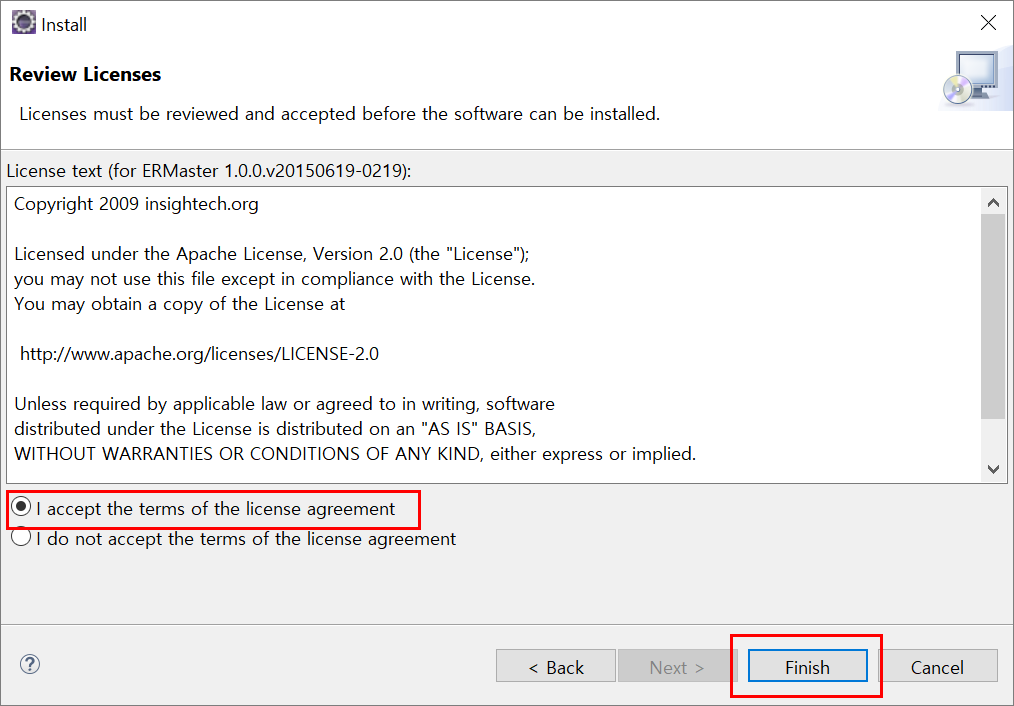 Install
Review Licenses
Licenses must be reviewed and accepted before the software can be installed.
License text (for ERMaster 1.0.0.v20150619-0219):
Copyright 2009 insightech.org
Licensed under the Apache License, Version 2.0 (the "License");
you may not use this file except in compliance with the License.
You may obtain a copy of the License at
http://www.apache.org/licenses/LICENSE-2.0
Unless required by applicable law or agreed to in writing, software
distributed under the License is distributed on an "AS IS" BASIS,
WITHOUT WARRANTIES OR CONDITIONS OF ANY KIND, either express or implied.
I accept the terms of the license agreement
I do not accept the terms of the license agreement
? < Back Next > Finish Cancel